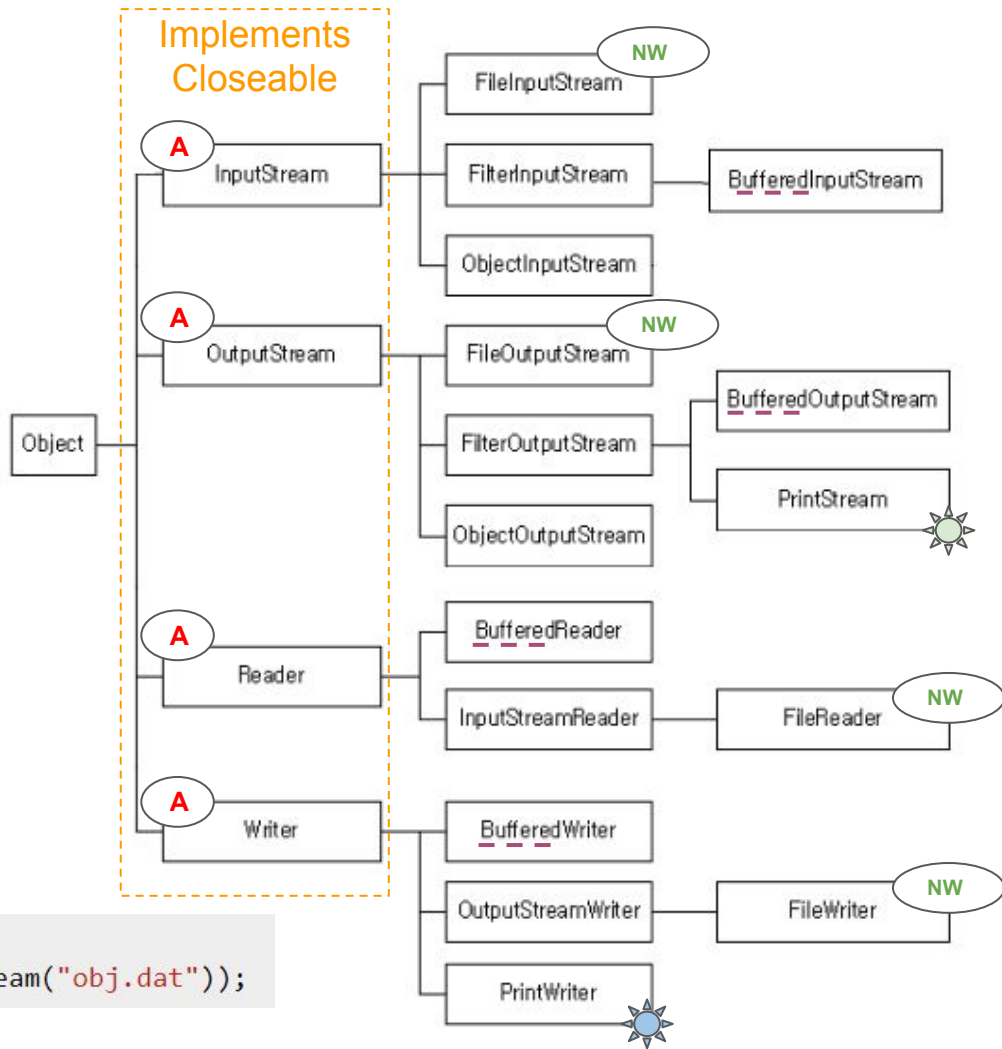 Implements
Closeable
NW
FileInputStream
A
InputStream
FilterInputStream
BufferedInputStream
ObjectInputStream
A
NW
OutputStream
FileOutputStream
BufferedOutputStream
Object
FilterOutputStream
PrintStream
ObjectOutputStream
A
BufferedReader
Reader
NW
InputStreamReader
FileReader
A
Writer
BufferedWriter
NW
OutputStreamWriter
FileWriter
eam("obj.dat"));
PrintWriter